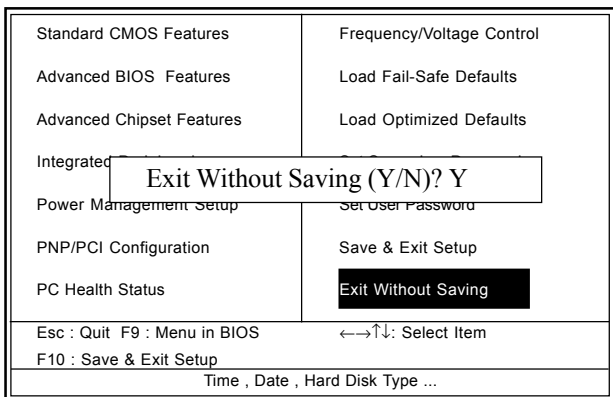 Standard CMOS Features
Advanced BIOS Features
Advanced Chipset Features
Integrated
Power Management Setup
PNP/PCI Configuration
PC Health Status
Frequency/Voltage Control
Load Fail-Safe Defaults
Load Optimized Defaults
Set User Password
Save & Exit Setup
Exit Without Saving
Exit Without Saving (Y/N)? Y
Esc : Quit F9 : Menu in BIOS
←→↑↓: Select Item
F10 : Save & Exit Setup
Time , Date , Hard Disk Type ...